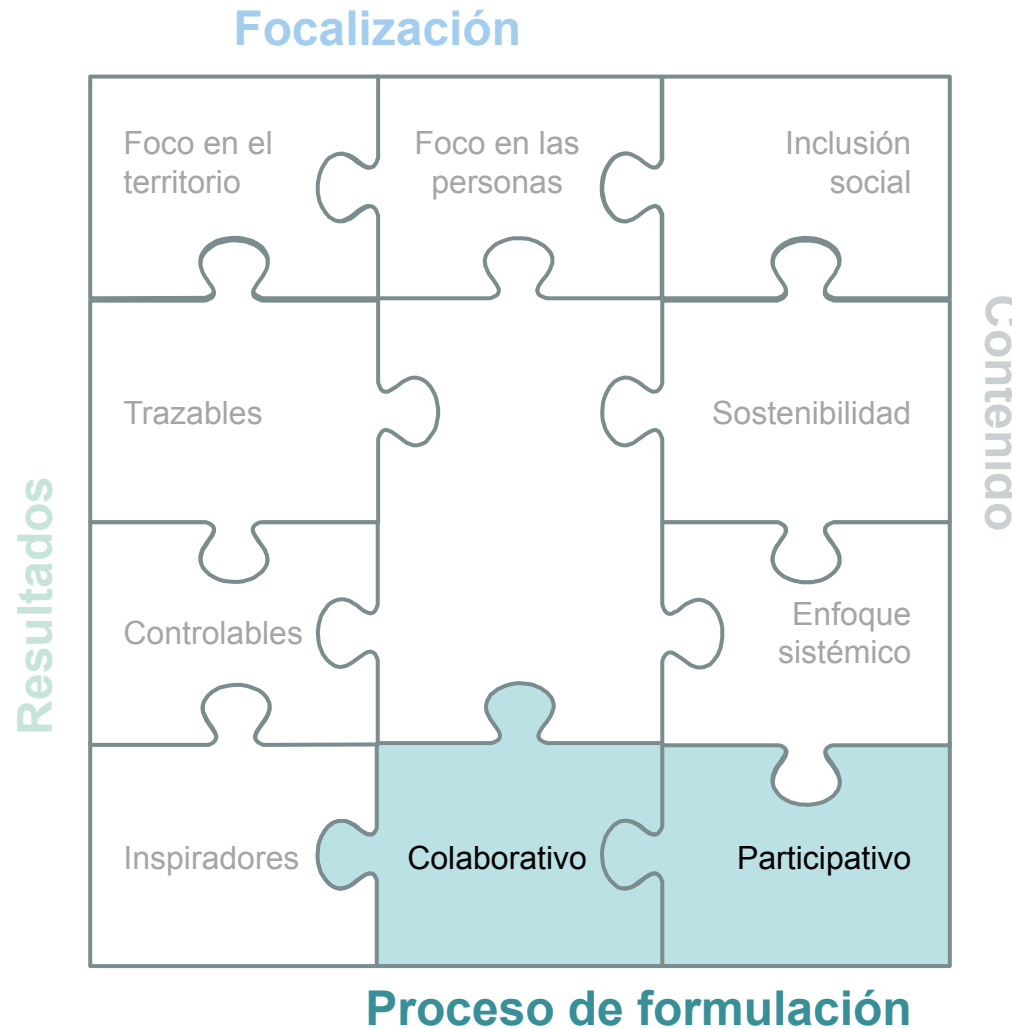 Focalización
Foco en el
territorio
Foco en las
personas
Inclusión
social
Trazables
Sostenibilidad
Contenido
Resultados
Controlables
Enfoque
sistémico
Inspiradores
Colaborativo
Participativo
Proceso de formulación